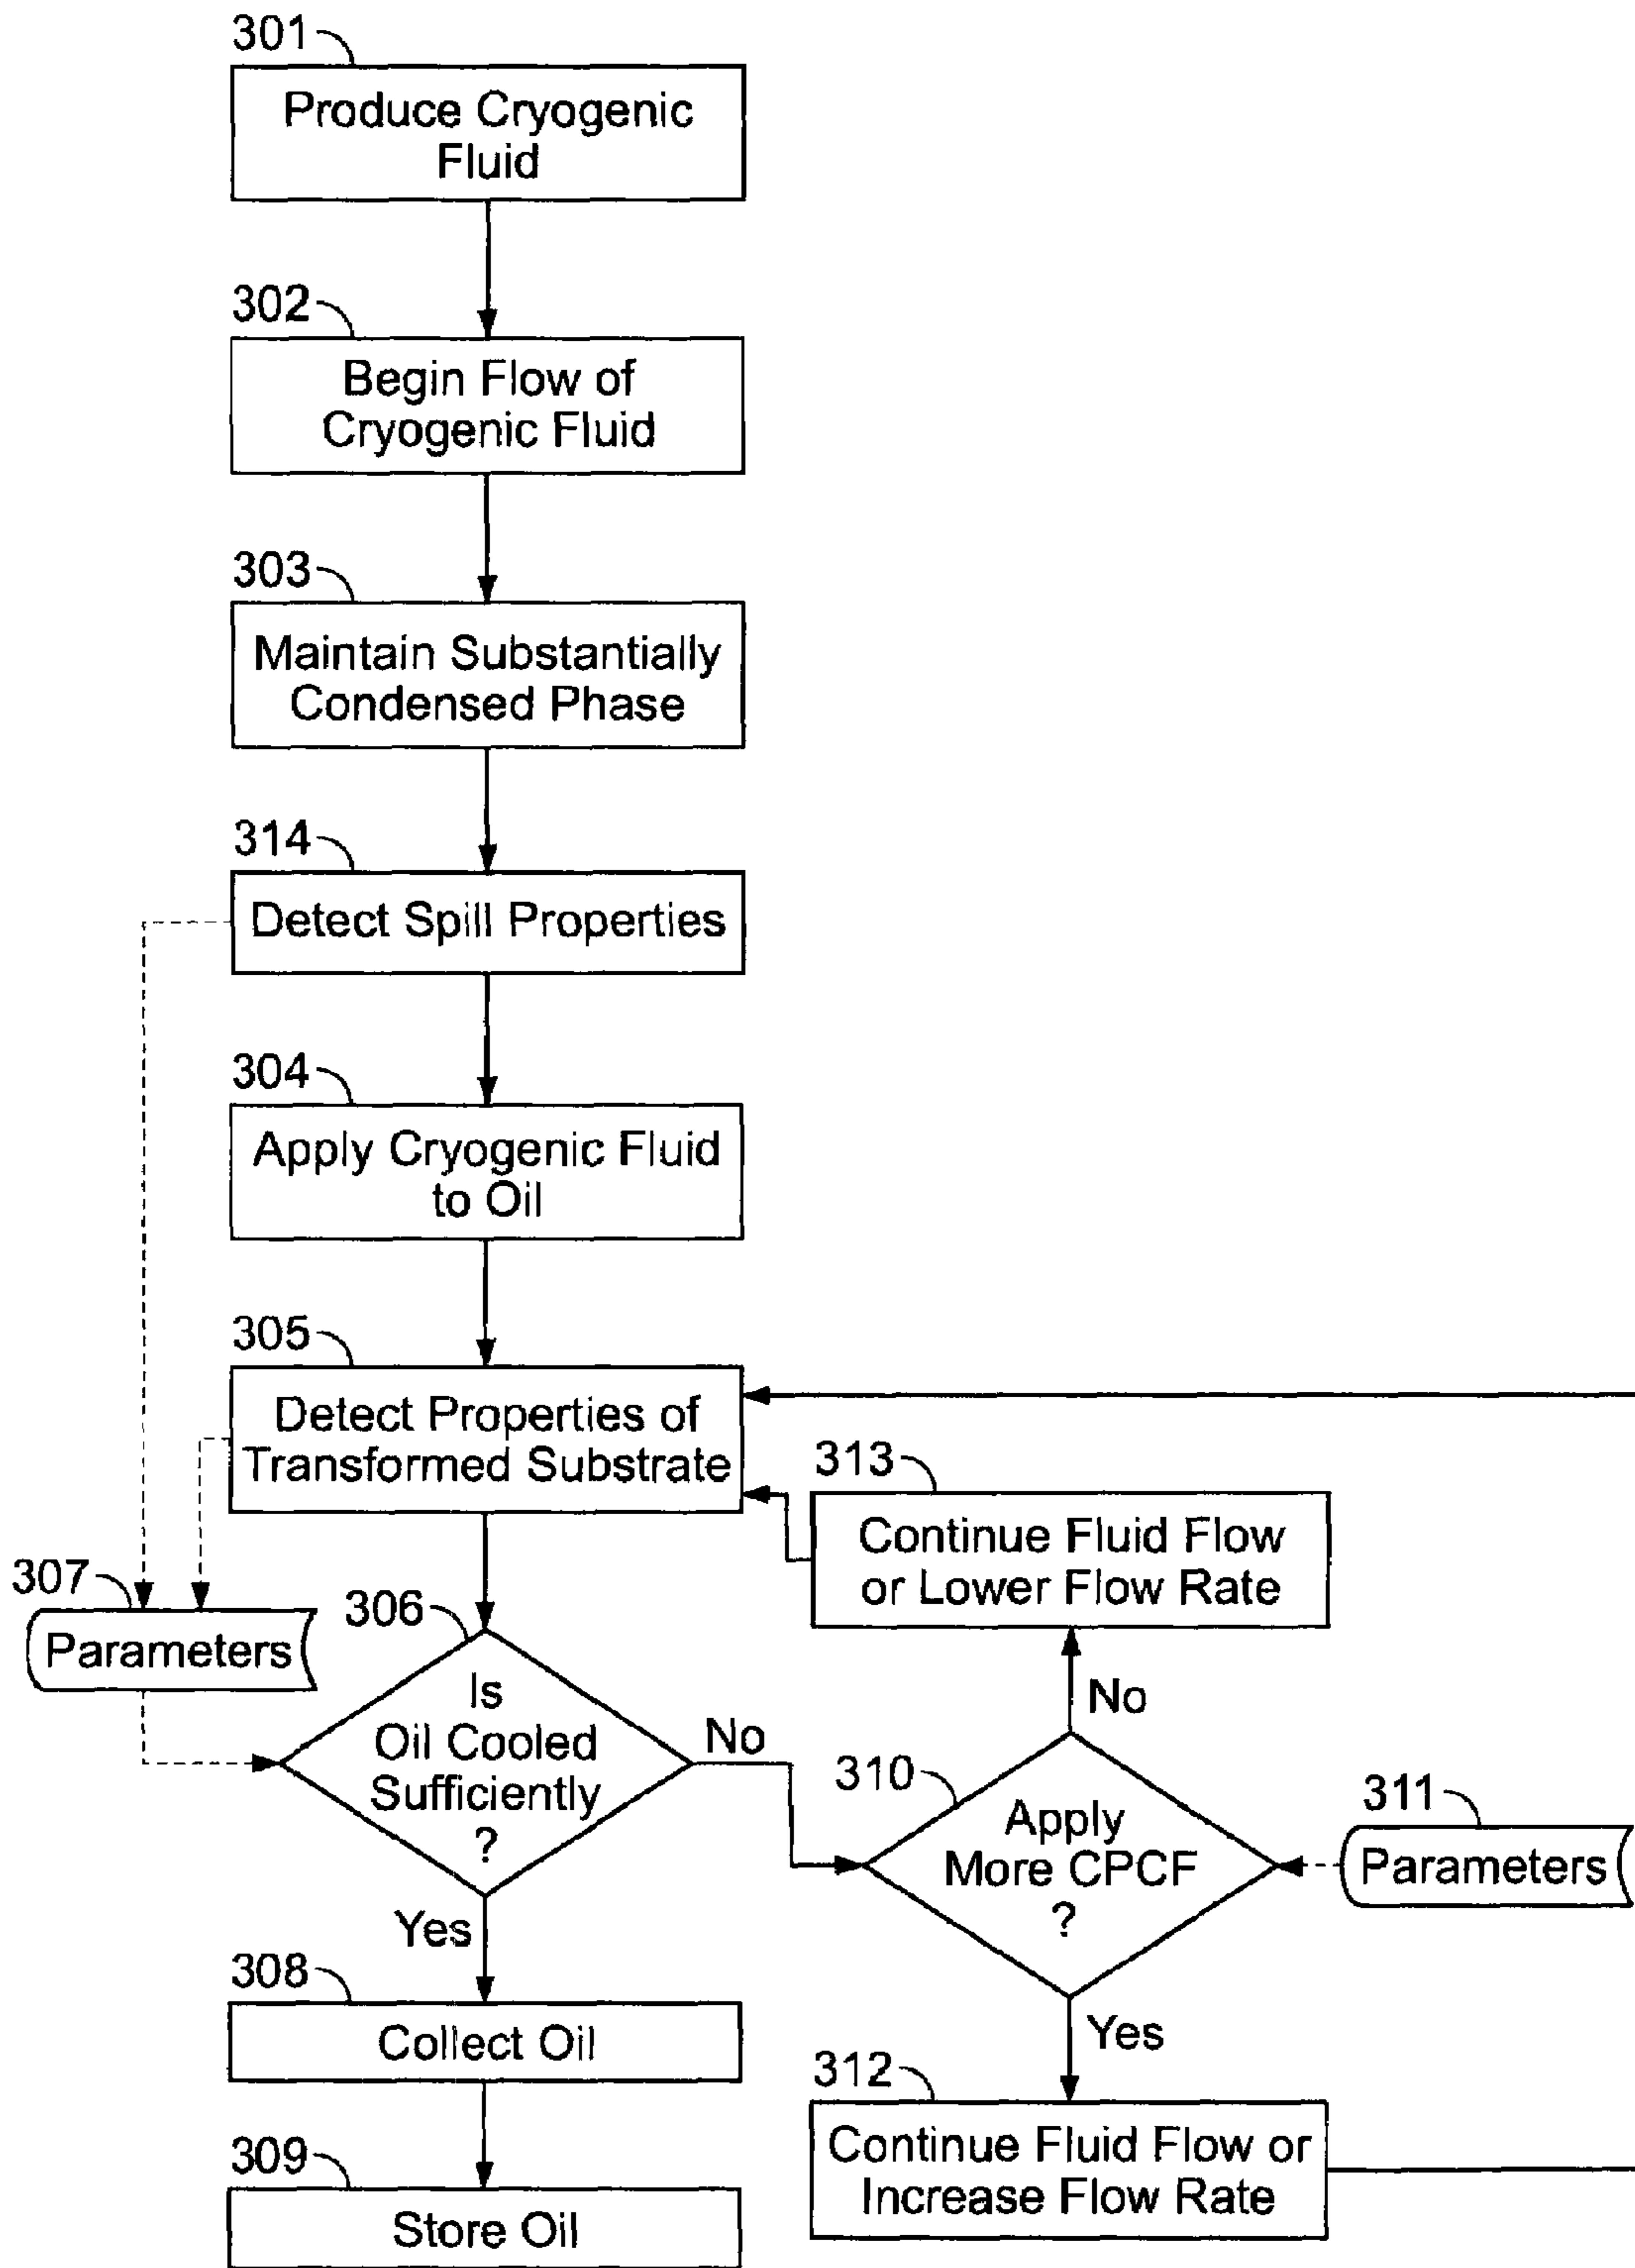 301
Produce Cryogenic
Fluid
302
Begin Flow of
Cryogenic Fluid
303
Maintain Substantially
Condensed Phase
314
Detect Spill Properties
304
Apply Cryogenic Fluid
to Oil
305
Detect Properties of
Transformed Substrate
313
Continue Fluid Flow
or Lower Flow Rate
307
Parameters
306
Is
Oil Cooled
Sufficiently
?
No
No
310
Apply
More CPCF
?
311
Parameters
Yes
308
Collect Oil
Yes
312
Continue Fluid Flow or
Increase Flow Rate
309
Store Oil